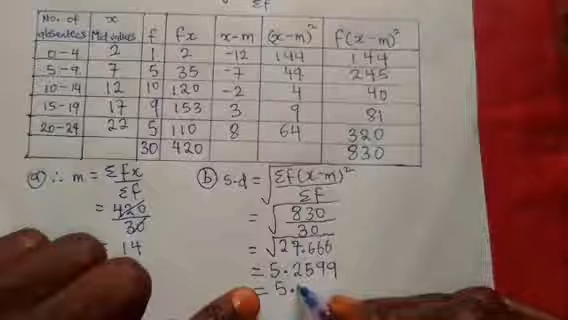 Σf
No. of absentees x Mid values f fx x-m (x-m)² f(x-m)²
0-4 2 1 2 -12 144 144
5-9 7 5 35 -7 49 245
10-14 12 10 120 -2 4 40
15-19 17 9 153 3 9 81
20-24 22 5 110 8 64 320
30 420 830
(a) ∴ m = Σfx / Σf
= 420 / 30
= 14
(b) s.d = √Σf(x-m)² / Σf
= √830 / 30
= √27.666
= 5.2599
= 5.